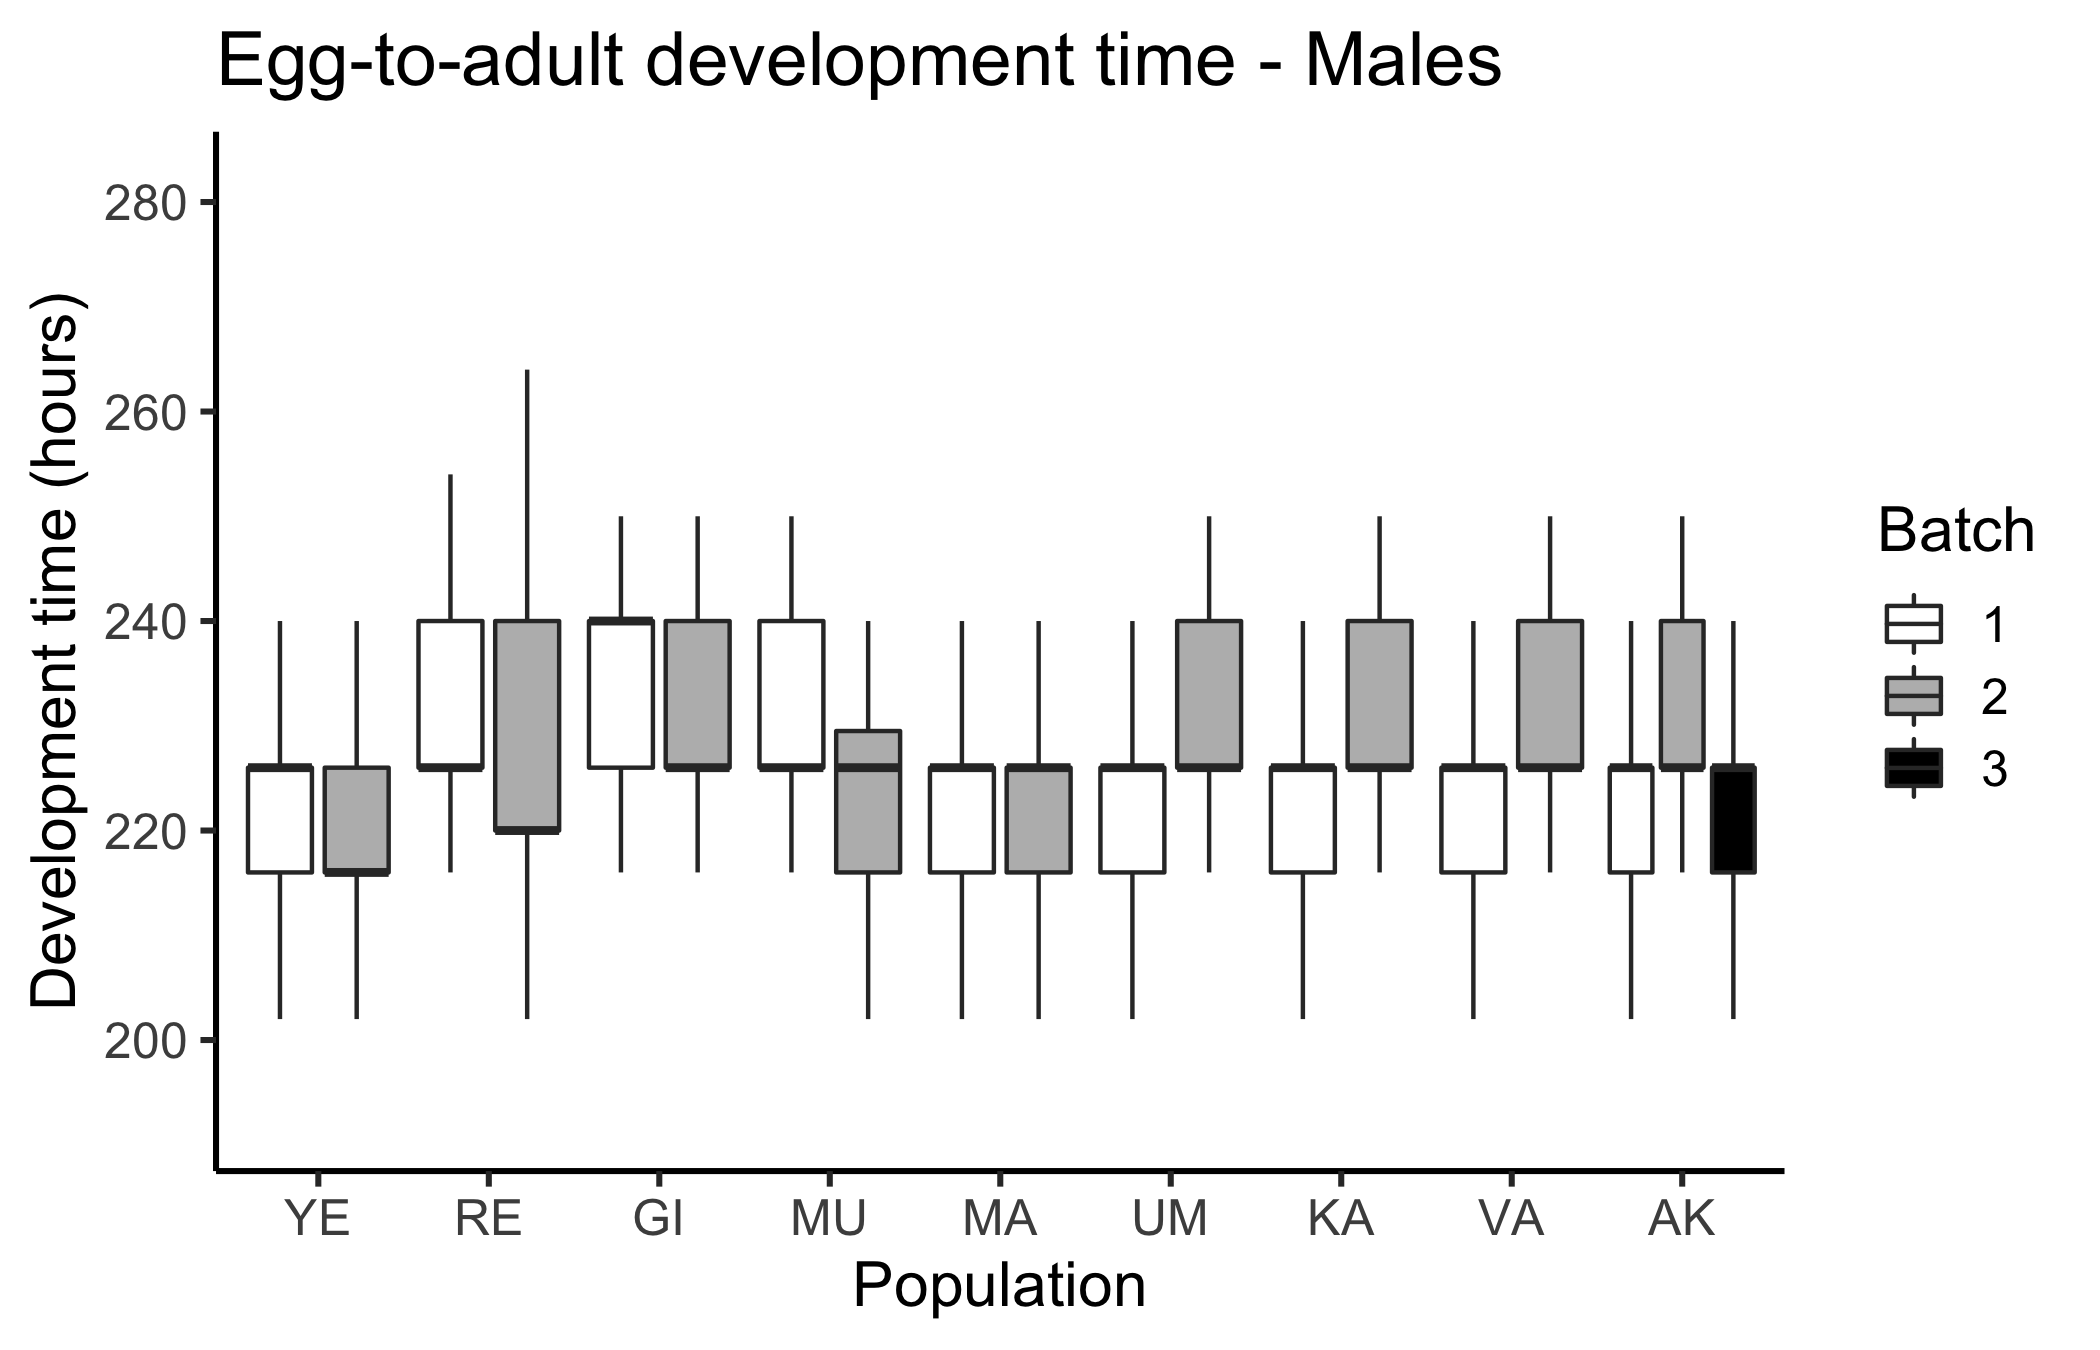 Egg-to-adult development time - Males
Development time (hours)
280
260
240
220
200
YE RE GI MU MA UM KA VA AK
Population
Batch
1
2
3